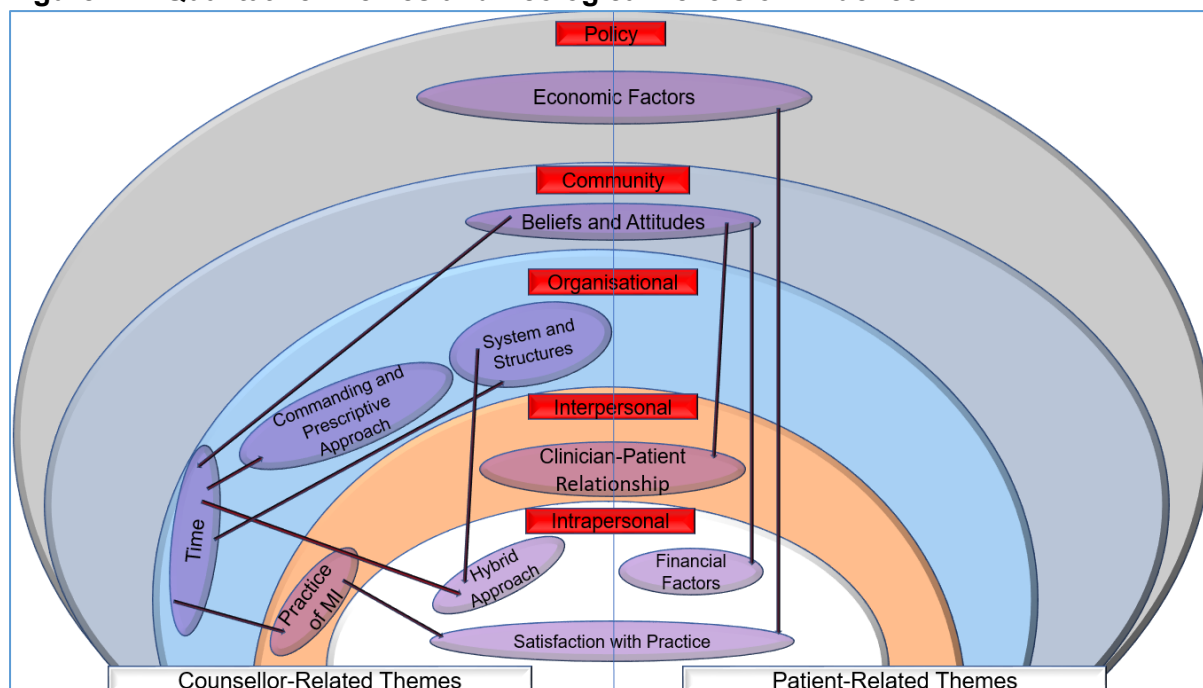 Policy
Economic Factors
Community
Beliefs and Attitudes
Organisational
System and
Structures
Commanding and
Prescriptive
Approach
Interpersonal
Clinician-Patient
Relationship
Intrapersonal
Time
Practice
of MI
Hybrid
Approach
Financial
Factors
Satisfaction with Practice
Counsellor-Related Themes
Patient-Related Themes